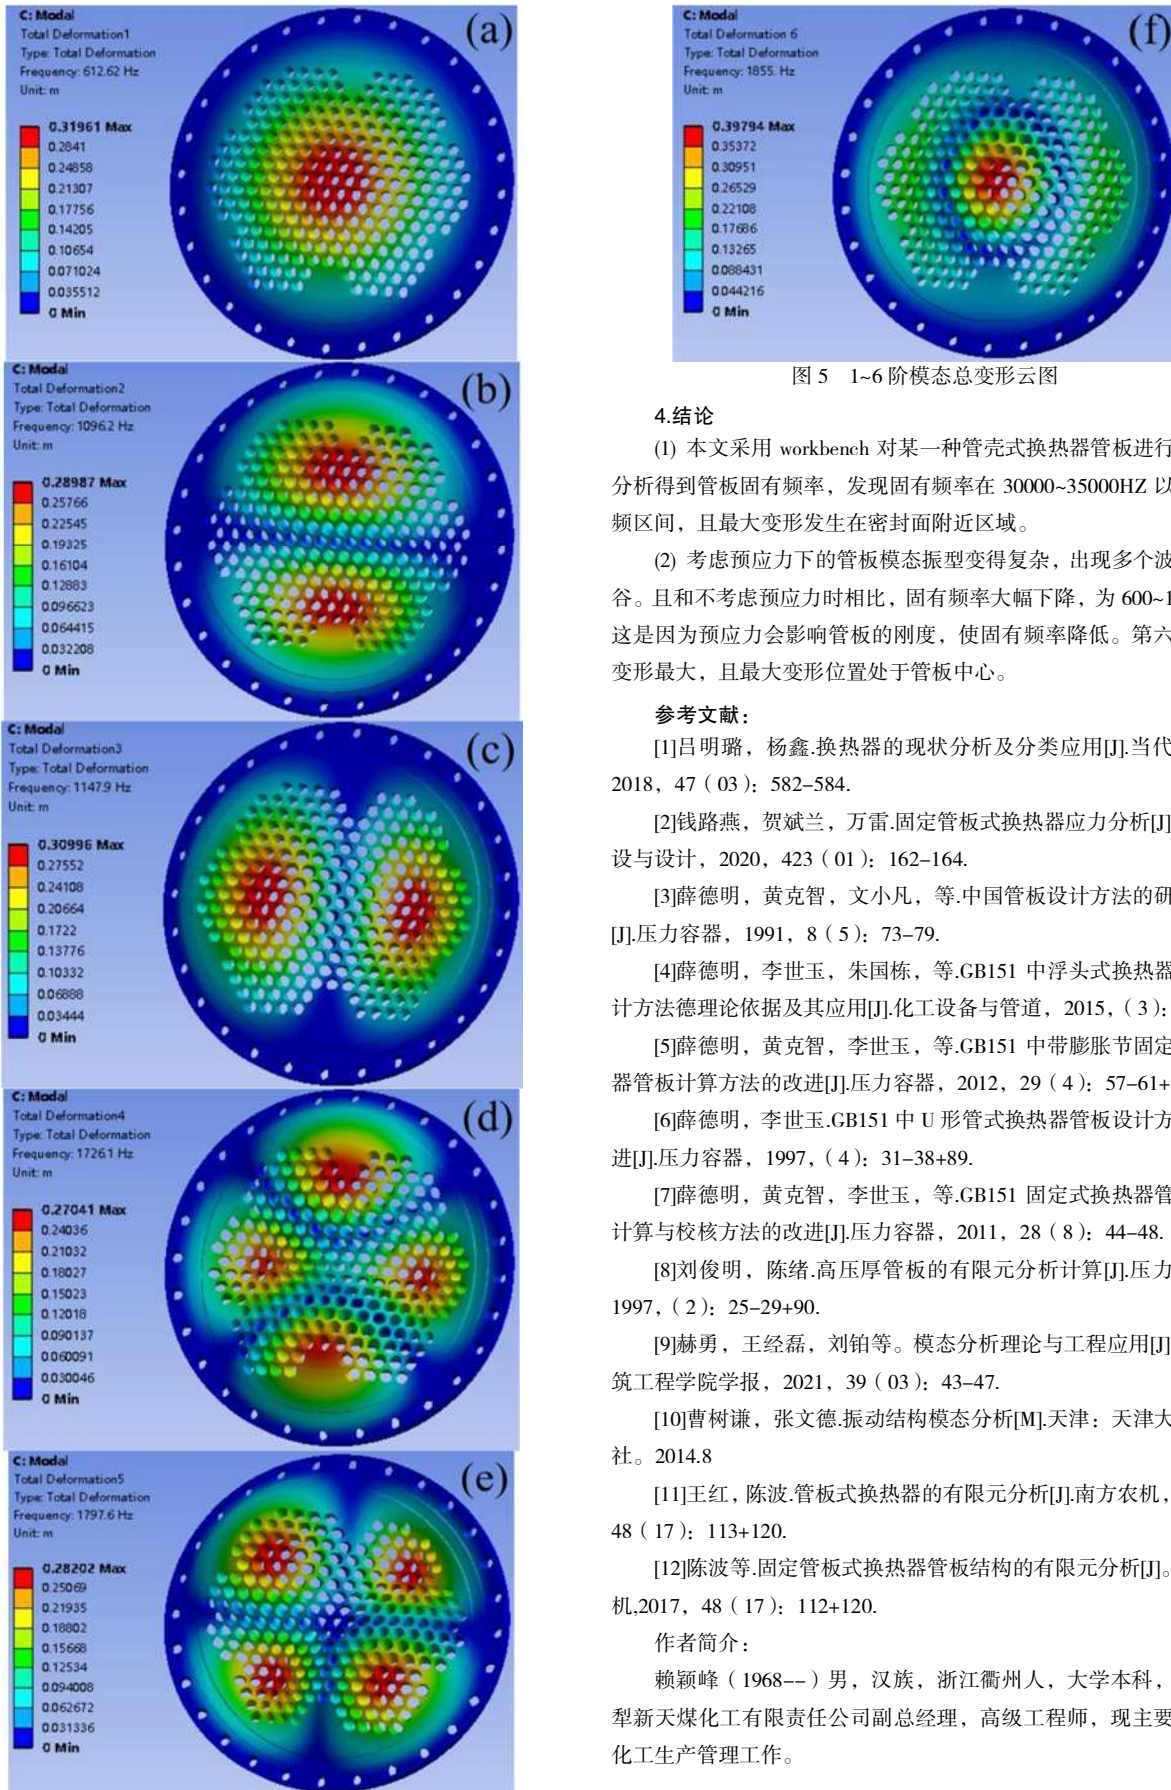 C: Modal
Total Deformation1
Type: Total Deformation
Frequency: 612.62 Hz
Unit: m
0.31961 Max
0.2841
0.24858
0.21307
0.17756
0.14205
0.10654
0.071024
0.035512
0 Min
(a)
C: Modal
Total Deformation2
Type: Total Deformation
Frequency: 1096.2 Hz
Unit: m
0.28987 Max
0.25766
0.22545
0.19325
0.16104
0.12883
0.096623
0.064415
0.032208
0 Min
(b)
C: Modal
Total Deformation3
Type: Total Deformation
Frequency: 1147.9 Hz
Unit: m
0.30996 Max
0.27552
0.24108
0.20664
0.1722
0.13776
0.10332
0.06888
0.03444
0 Min
(c)
C: Modal
Total Deformation4
Type: Total Deformation
Frequency: 1726.1 Hz
Unit: m
0.27041 Max
0.24036
0.21032
0.18027
0.15023
0.12018
0.090137
0.060091
0.030046
0 Min
(d)
C: Modal
Total Deformation5
Type: Total Deformation
Frequency: 1797.6 Hz
Unit: m
0.28202 Max
0.25069
0.21935
0.18802
0.15668
0.12534
0.094008
0.062672
0.031336
0 Min
(e)
C: Modal
Total Deformation 6
Type: Total Deformation
Frequency: 1855. Hz
Unit: m
0.39794 Max
0.35372
0.30951
0.26529
0.22108
0.17686
0.13265
0.088431
0.044216
0 Min
(f)
图 5 1~6 阶模态总变形云图
4.结论
(1) 本文采用 workbench 对某一种管壳式换热器管板进行
分析得到管板固有频率，发现固有频率在 30000~35000HZ 以
频区间，且最大变形发生在密封面附近区域。
(2) 考虑预应力下的管板模态振型变得复杂，出现多个波
谷。且和不考虑预应力时相比，固有频率大幅下降，为 600~1
这是因为预应力会影响管板的刚度，使固有频率降低。第六
变形最大，且最大变形位置处于管板中心。
参考文献：
[1]吕明璐，杨鑫.换热器的现状分析及分类应用[J].当代
2018，47（03）：582-584.
[2]钱路燕，贺斌兰，万雷.固定管板式换热器应力分析[J]
设与设计，2020，423（01）：162-164.
[3]薛德明，黄克智，文小凡，等.中国管板设计方法的研
[J].压力容器，1991，8（5）：73-79.
[4]薛德明，李世玉，朱国栋，等.GB151 中浮头式换热器
计方法德理论依据及其应用[J].化工设备与管道，2015，（3）：
[5]薛德明，黄克智，李世玉，等.GB151 中带膨胀节固定
器管板计算方法的改进[J].压力容器，2012，29（4）：57-61+
[6]薛德明，李世玉.GB151 中 U 形管式换热器管板设计方
进[J].压力容器，1997，（4）：31-38+89.
[7]薛德明，黄克智，李世玉，等.GB151 固定式换热器管
计算与校核方法的改进[J].压力容器，2011，28（8）：44-48.
[8]刘俊明，陈绪.高压厚管板的有限元分析计算[J].压力
1997，（2）：25-29+90.
[9]赫勇，王经磊，刘铂等。模态分析理论与工程应用[J]
筑工程学院学报，2021，39（03）：43-47.
[10]曹树谦，张文德.振动结构模态分析[M].天津：天津大
社。2014.8
[11]王红，陈波.管板式换热器的有限元分析[J].南方农机，
48（17）：113+120.
[12]陈波等.固定管板式换热器管板结构的有限元分析[J]。
机,2017，48（17）：112+120.
作者简介：
赖颖峰（1968--）男，汉族，浙江衢州人，大学本科，
犁新天煤化工有限责任公司副总经理，高级工程师，现主要
化工生产管理工作。